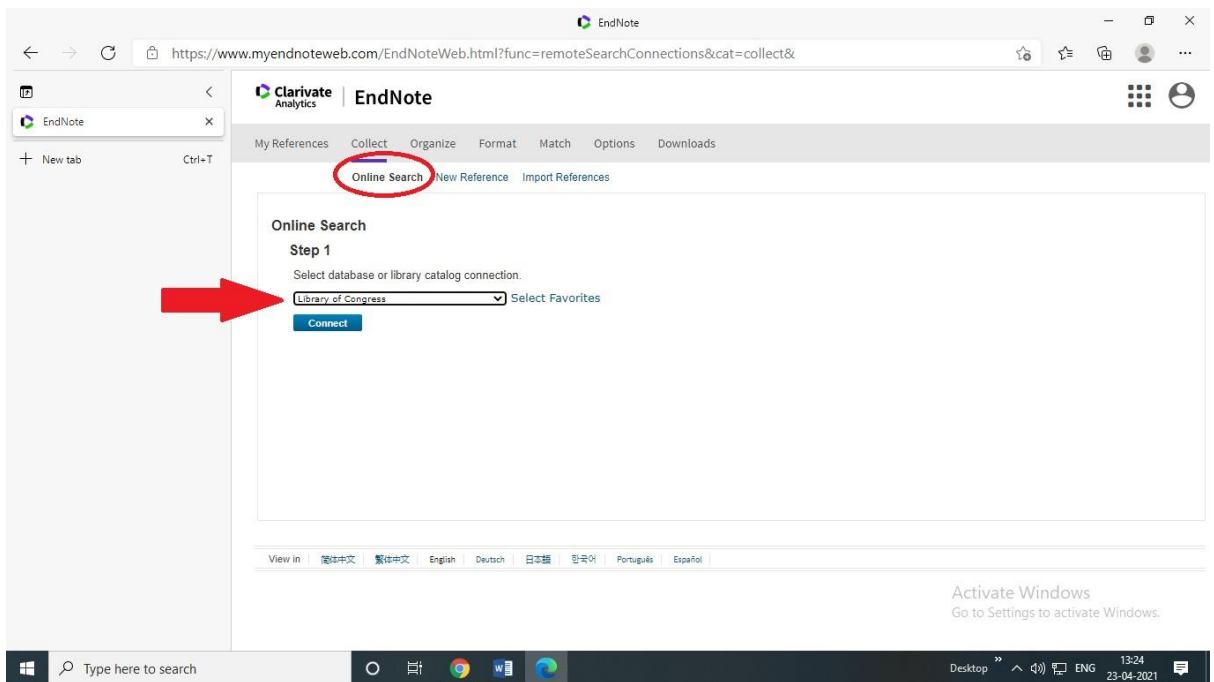 EndNote
https://www.myendnoteweb.com/EndNoteWeb.html?func=remoteSearchConnections&cat=collect&
EndNote
New tab Ctrl+T
Clarivate Analytics | EndNote
My References Collect Organize Format Match Options Downloads
Online Search New Reference Import References
Online Search
Step 1
Select database or library catalog connection.
Library of Congress Select Favorites
Connect
View in 简体中文 繁体中文 English Deutsch 日本語 한국어 Português Español
Activate Windows
Go to Settings to activate Windows.
Type here to search
Desktop ENG 13:24
23-04-2021